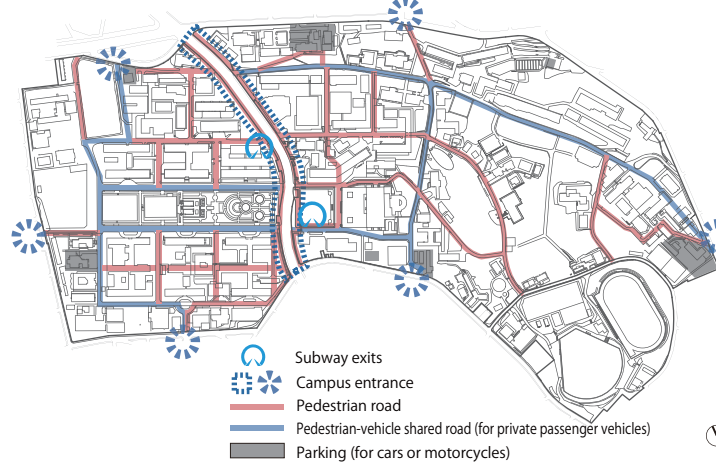 Subway exits
Campus entrance
Pedestrian road
Pedestrian-vehicle shared road (for private passenger vehicles)
Parking (for cars or motorcycles)